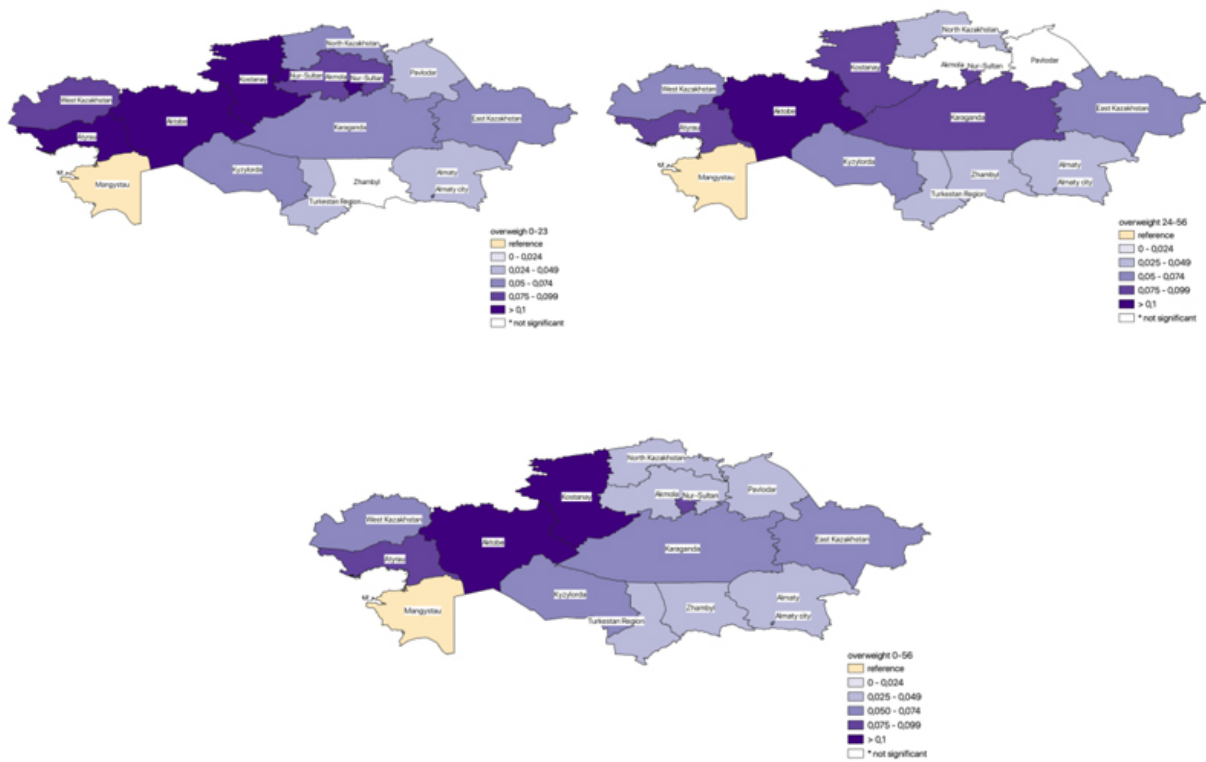 North Kazakhstan
Pavlodar
Kostanay
Nur-Sultan
Akmola
Nur-Sultan
West Kazakhstan
Aktobe
Karaganda
East Kazakhstan
Atyrau
Kyzylorda
Almaty
M
Mangystau
Zhambyl
Almaty city
Turkestan Region
overweigh 0-23
reference
0 - 0,024
0,024 - 0,049
0,05 - 0,074
0,075 - 0,099
> 0,1
* not significant
North Kazakhstan
Pavlodar
Kostanay
Akmola
Nur-Sultan
West Kazakhstan
Aktobe
East Kazakhstan
Karaganda
Atyrau
Kyzylorda
Almaty
M
Mangystau
Zhambyl
Almaty city
Turkestan Region
overweight 24-56
reference
0 - 0,024
0,025 - 0,049
0,05 - 0,074
0,075 - 0,099
> 0,1
* not significant
North Kazakhstan
Pavlodar
Kostanay
Akmola
Nur-Sultan
West Kazakhstan
Aktobe
East Kazakhstan
Karaganda
Atyrau
Kyzylorda
Almaty
M
Mangystau
Zhambyl
Almaty city
Turkestan Region
overweight 0-56
reference
0 - 0,024
0,025 - 0,049
0,050 - 0,074
0,075 - 0,099
> 0,1
* not significant